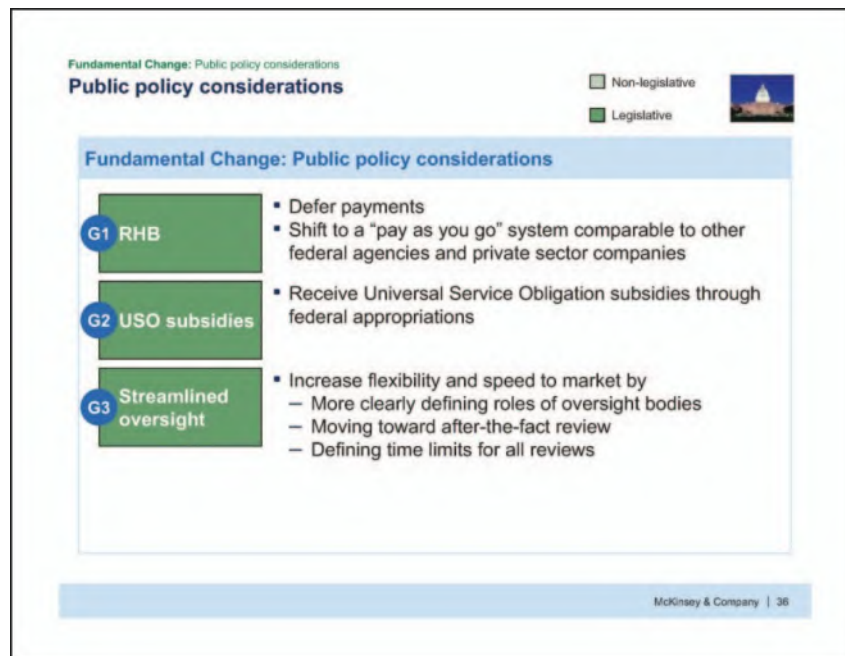 Fundamental Change: Public policy considerations
Public policy considerations
Non-legislative
Legislative
Fundamental Change: Public policy considerations
G1 RHB
▪ Defer payments
▪ Shift to a “pay as you go” system comparable to other
federal agencies and private sector companies
G2 USO subsidies
▪ Receive Universal Service Obligation subsidies through
federal appropriations
G3 Streamlined
oversight
▪ Increase flexibility and speed to market by
– More clearly defining roles of oversight bodies
– Moving toward after-the-fact review
– Defining time limits for all reviews
McKinsey & Company | 36